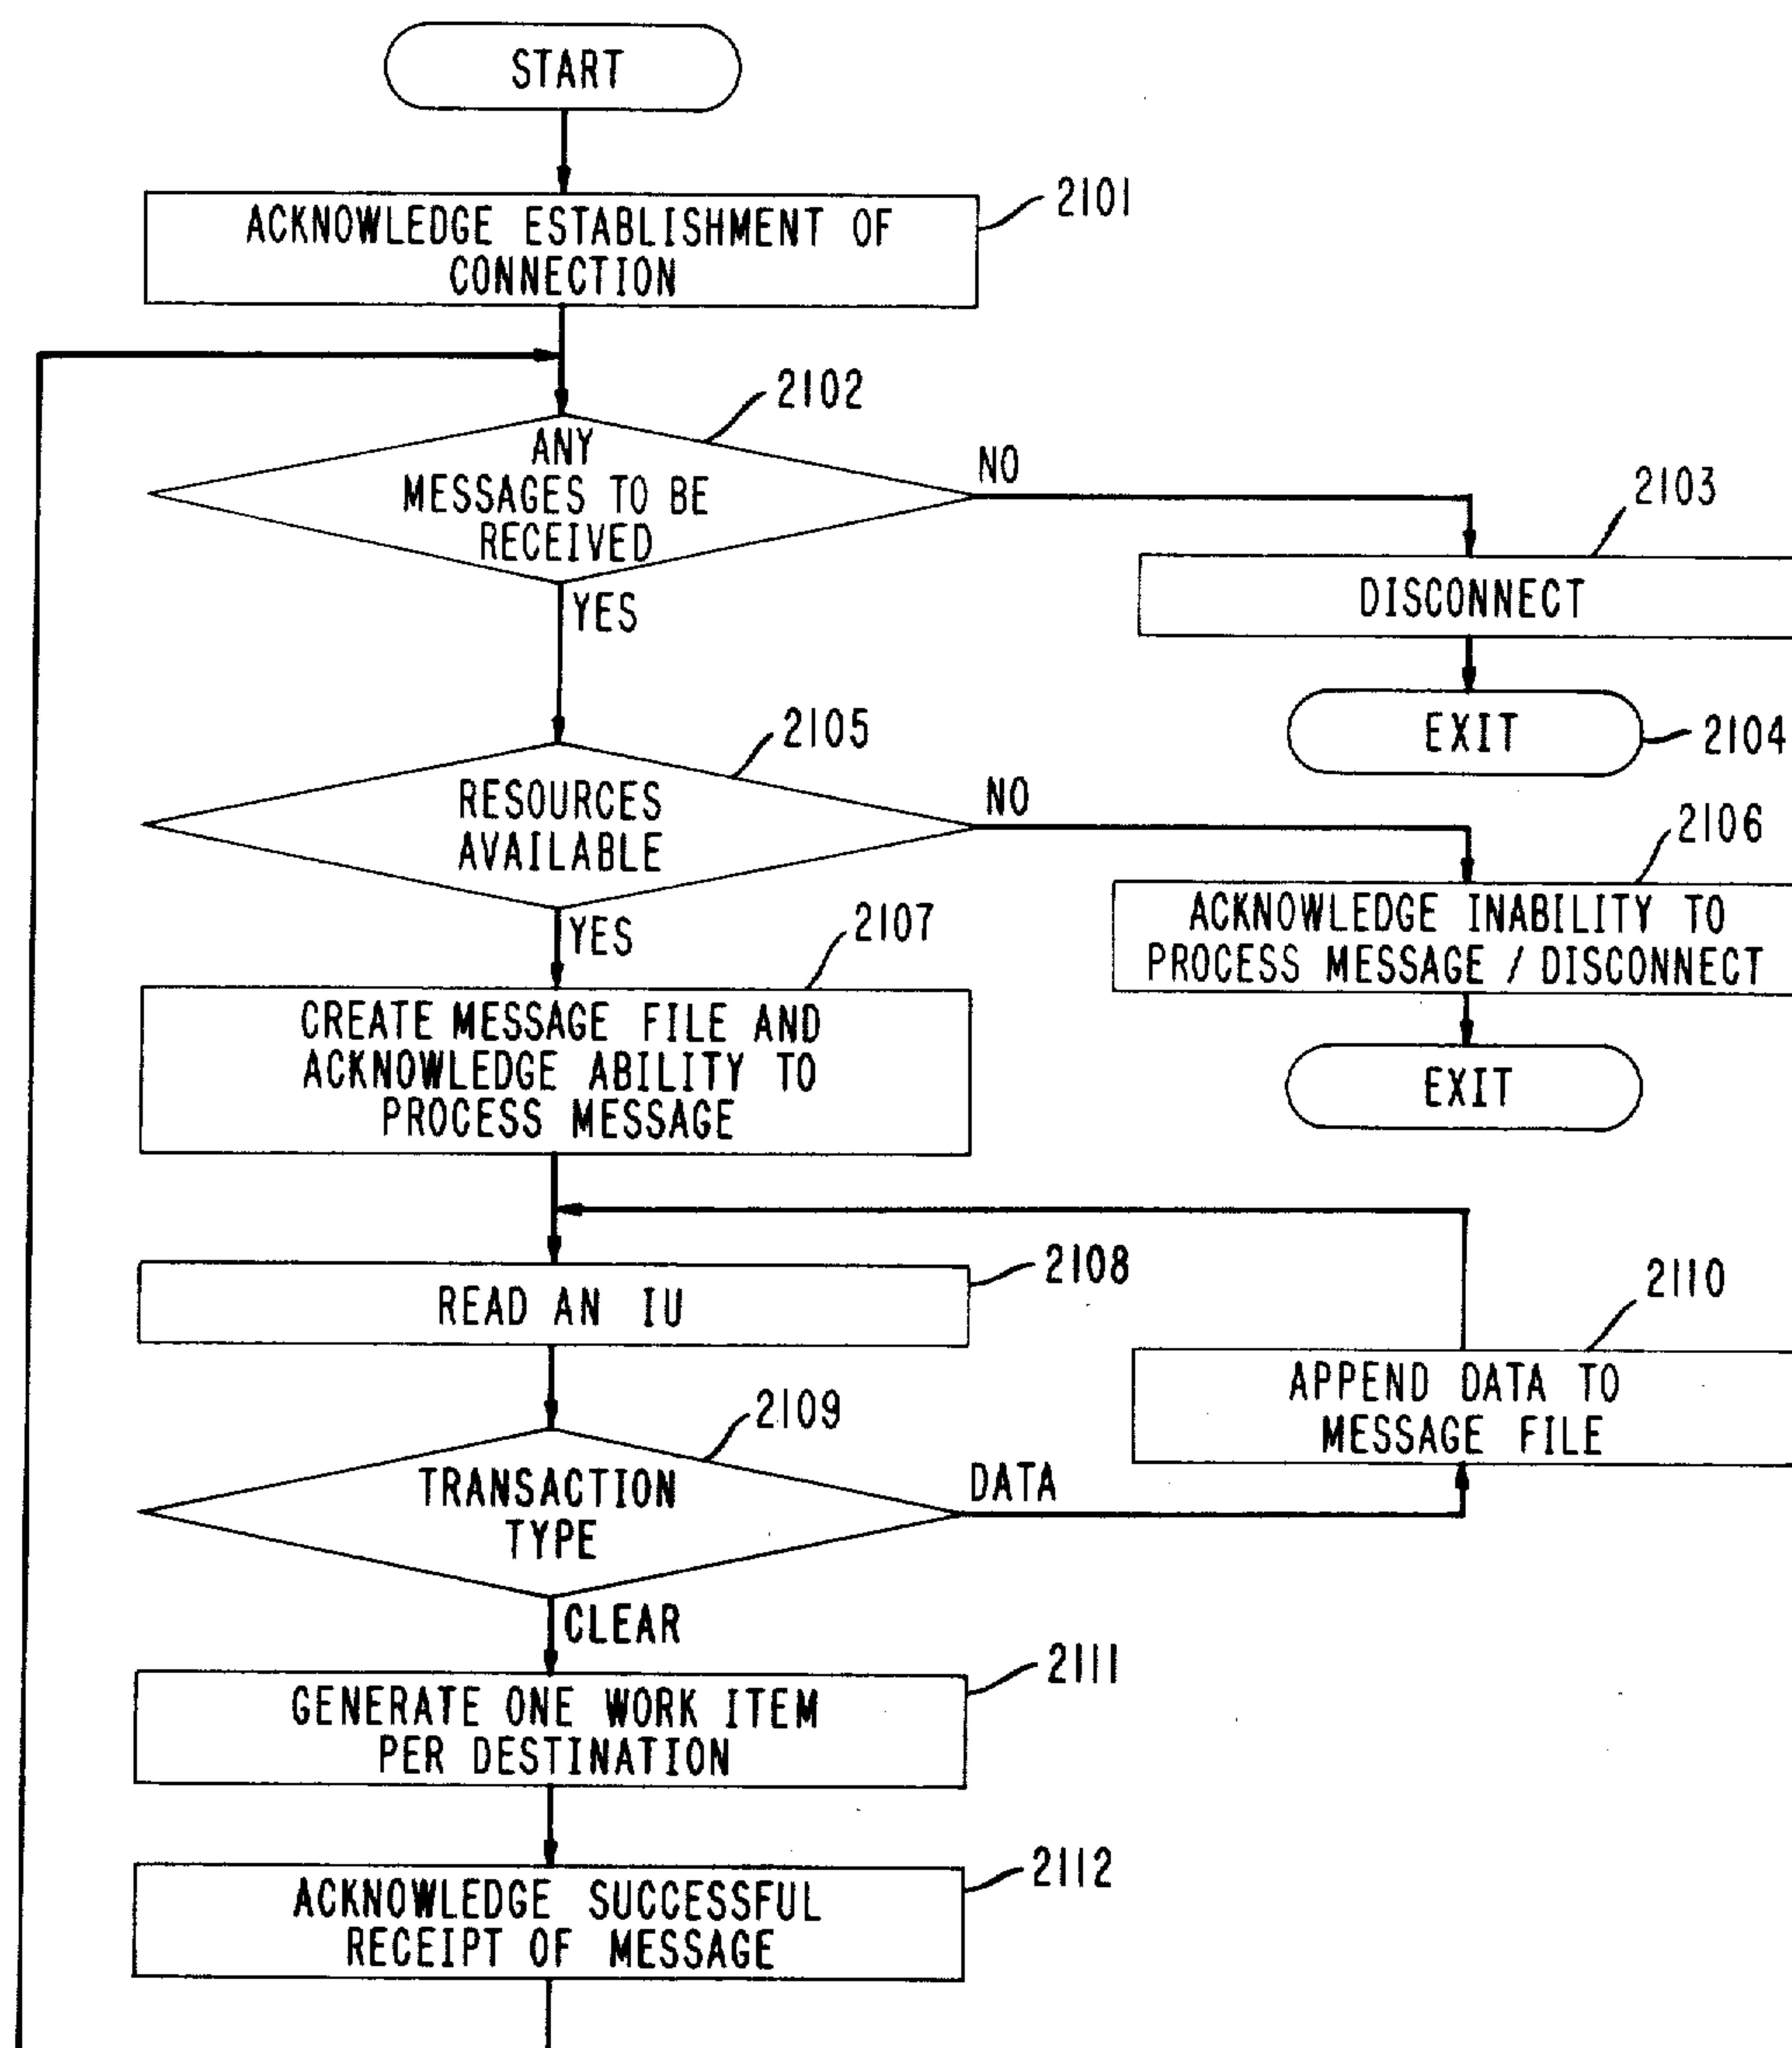 START
ACKNOWLEDGE ESTABLISHMENT OF
CONNECTION
2101
2102
ANY
MESSAGES TO BE
RECEIVED
NO
YES
2103
DISCONNECT
EXIT
2104
2105
RESOURCES
AVAILABLE
NO
YES
2106
ACKNOWLEDGE INABILITY TO
PROCESS MESSAGE / DISCONNECT
EXIT
2107
CREATE MESSAGE FILE AND
ACKNOWLEDGE ABILITY TO
PROCESS MESSAGE
2108
READ AN IU
2110
APPEND DATA TO
MESSAGE FILE
2109
TRANSACTION
TYPE
DATA
CLEAR
2111
GENERATE ONE WORK ITEM
PER DESTINATION
2112
ACKNOWLEDGE SUCCESSFUL
RECEIPT OF MESSAGE